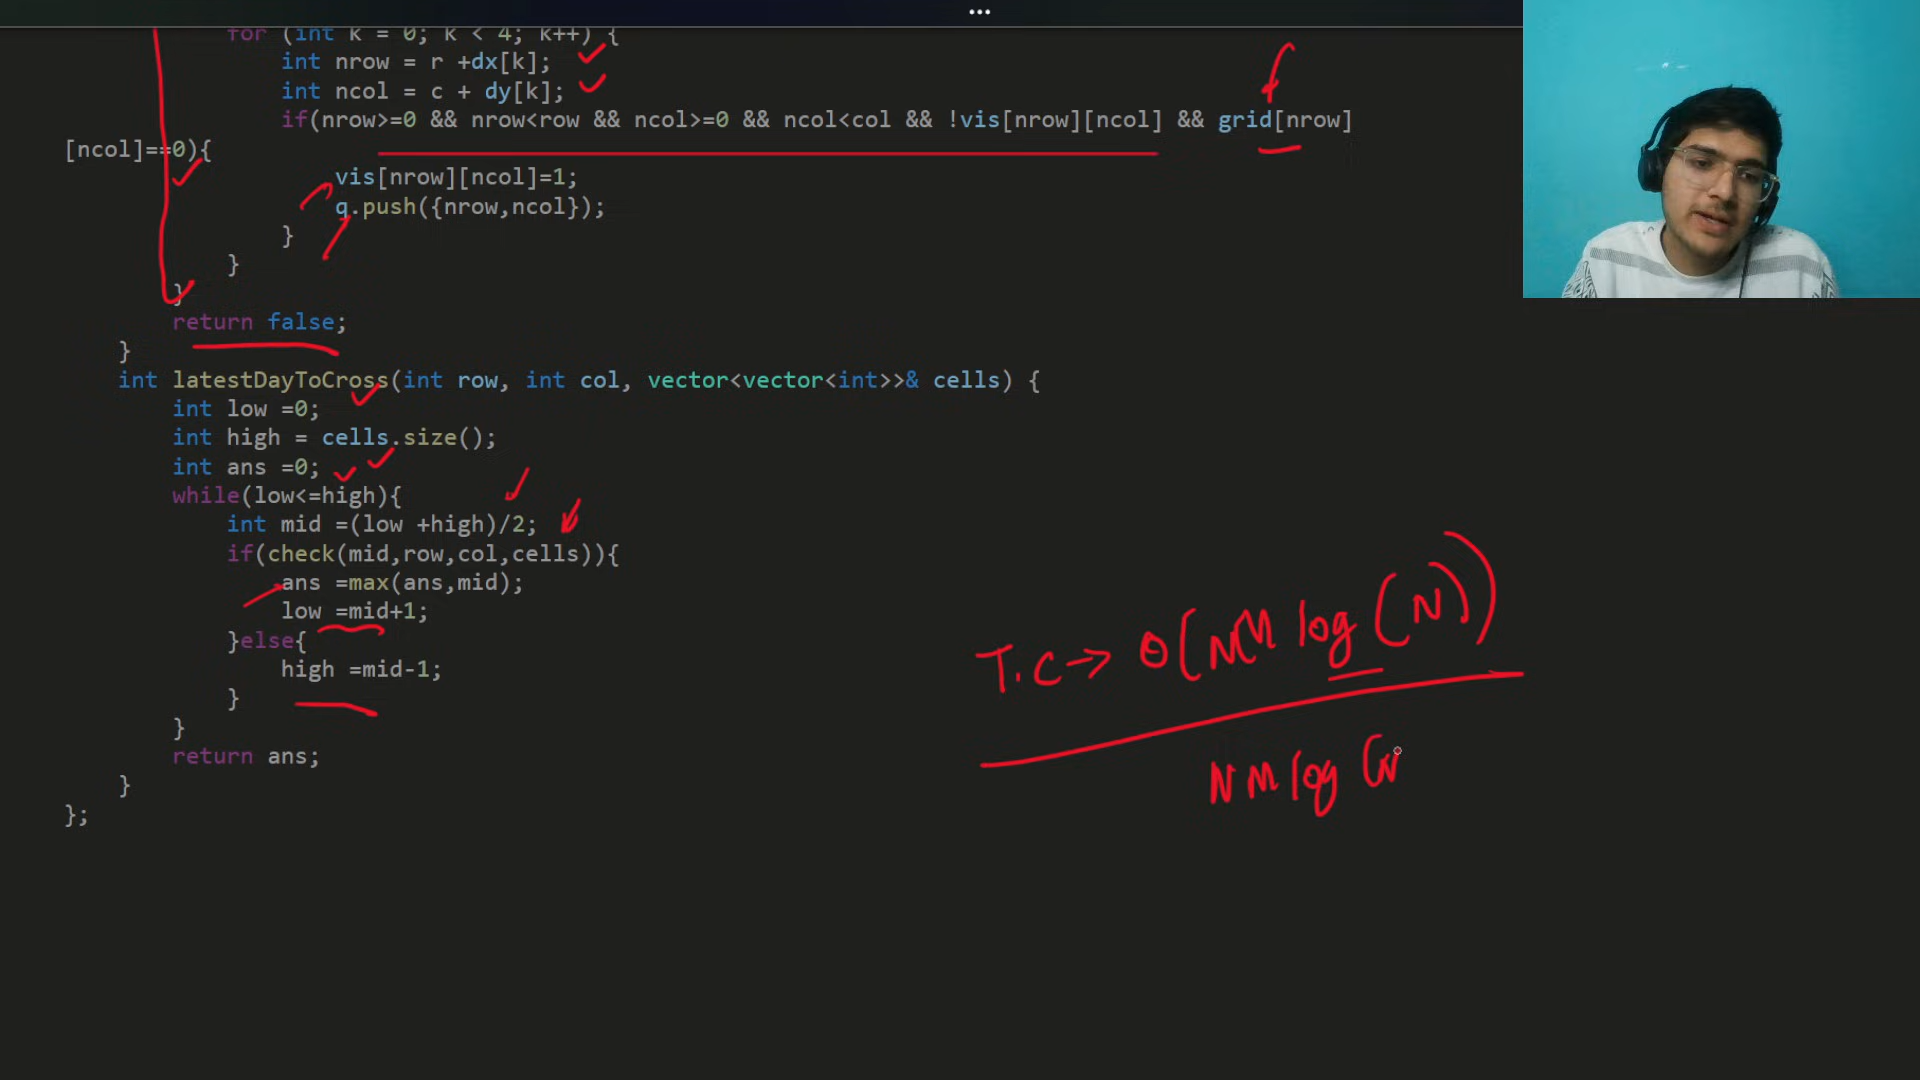 ...
for (int k = 0; k < 4; k++) {
int nrow = r +dx[k];
int ncol = c + dy[k];
if(nrow>=0 && nrow<row && ncol>=0 && ncol<col && !vis[nrow][ncol] && grid[nrow]
[ncol]==0){
vis[nrow][ncol]=1;
q.push({nrow,ncol});
}
}
}
return false;
}
int latestDayToCross(int row, int col, vector<vector<int>>& cells) {
int low =0;
int high = cells.size();
int ans =0;
while(low<=high){
int mid =(low +high)/2;
if(check(mid,row,col,cells)){
ans =max(ans,mid);
low =mid+1;
}else{
high =mid-1;
}
}
return ans;
}
};
T.C→ O(NM log (N))
NM log (N